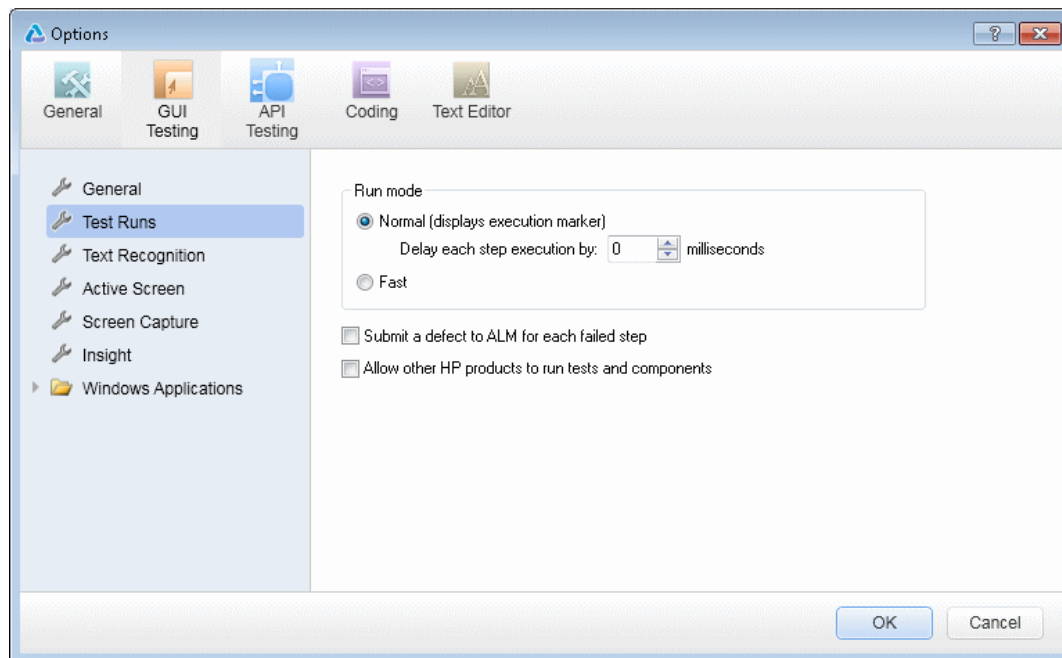 Options
?
General
GUI
Testing
API
Testing
Coding
Text Editor
General
Test Runs
Text Recognition
Active Screen
Screen Capture
Insight
Windows Applications
Run mode
Normal (displays execution marker)
Delay each step execution by: 0 milliseconds
Fast
Submit a defect to ALM for each failed step
Allow other HP products to run tests and components
OK Cancel